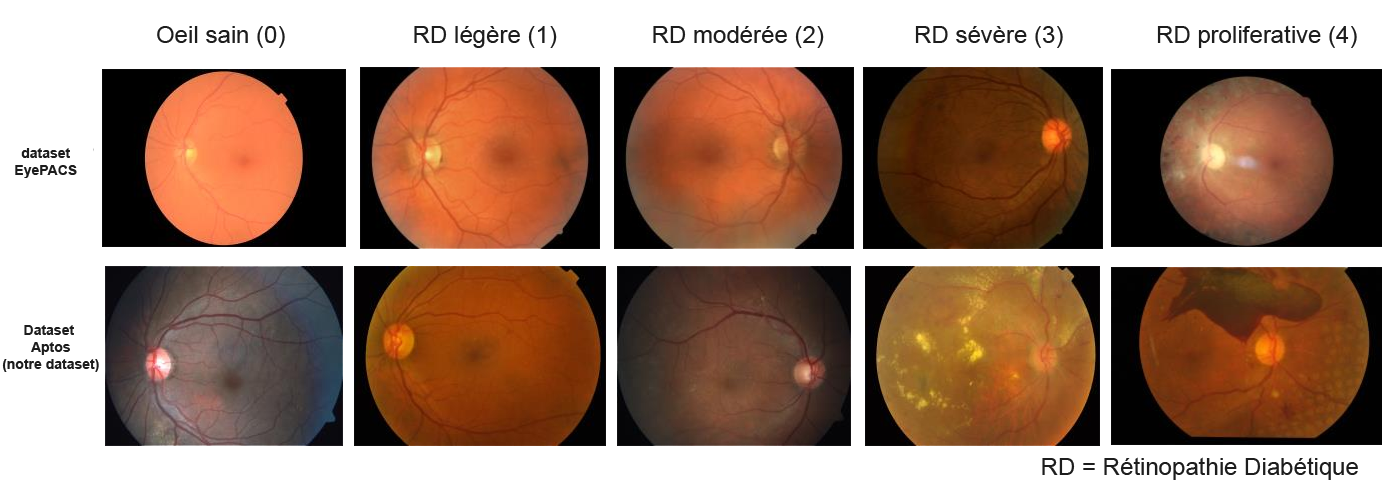 Oeil sain (0)
RD légère (1)
RD modérée (2)
RD sévère (3)
RD proliferative (4)
dataset
EyePACS
Dataset
Aptos
(notre dataset)
RD = Rétinopathie Diabétique